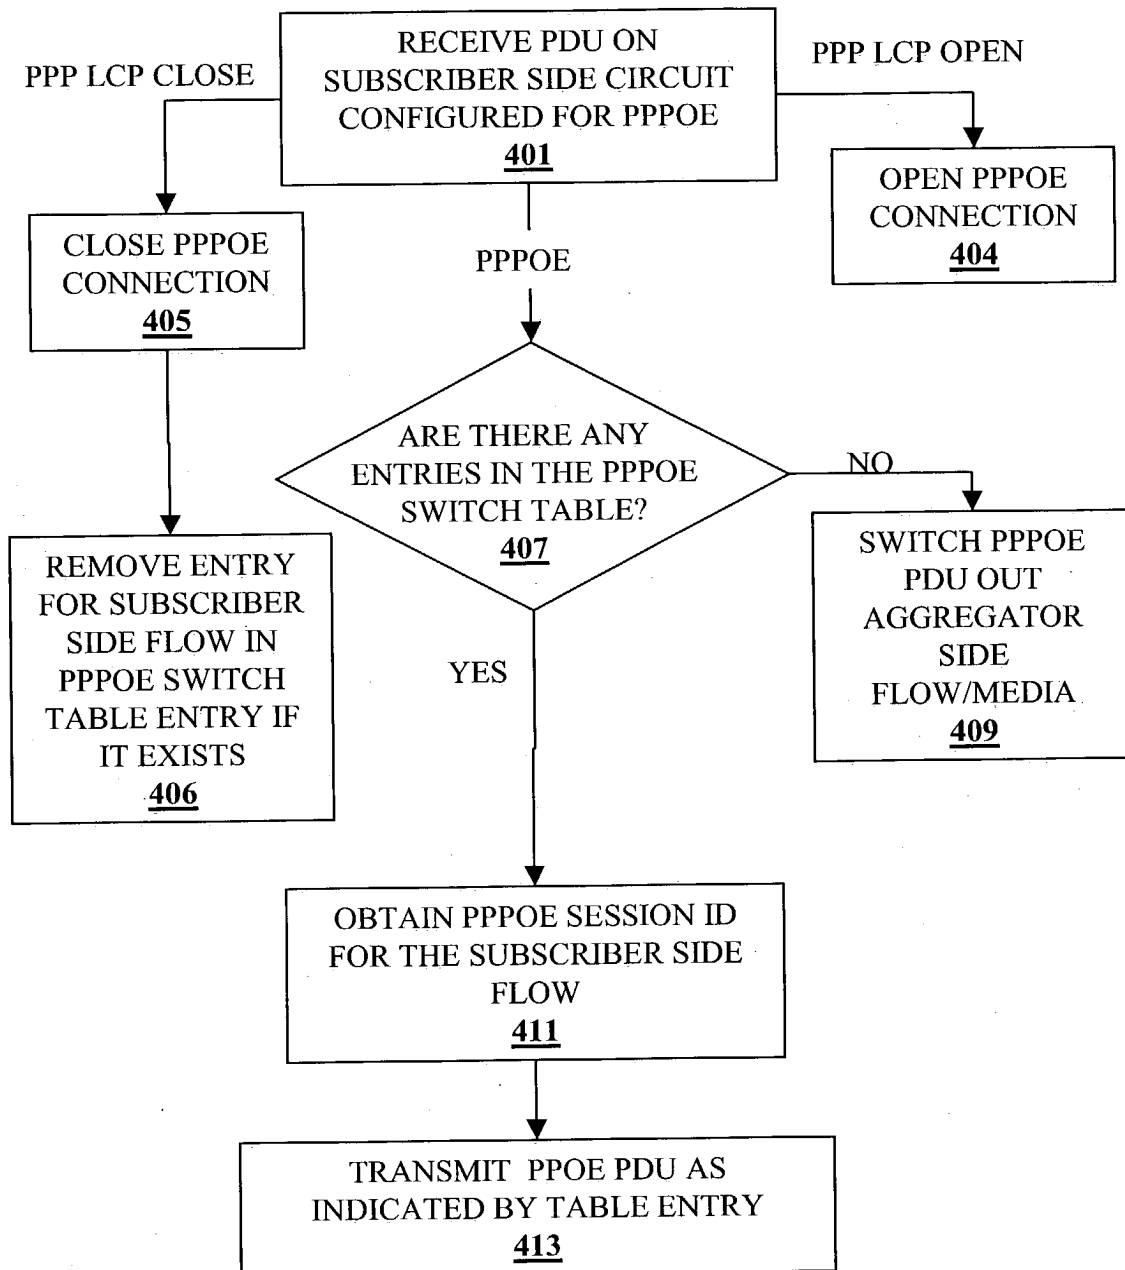 RECEIVE PDU ON
SUBSCRIBER SIDE CIRCUIT
CONFIGURED FOR PPPOE
401
PPP LCP CLOSE
PPP LCP OPEN
OPEN PPPOE
CONNECTION
404
CLOSE PPPOE
CONNECTION
405
PPPOE
ARE THERE ANY
ENTRIES IN THE PPPOE
SWITCH TABLE?
407
NO
SWITCH PPPOE
PDU OUT
AGGREGATOR
SIDE
FLOW/MEDIA
409
REMOVE ENTRY
FOR SUBSCRIBER
SIDE FLOW IN
PPPOE SWITCH
TABLE ENTRY IF
IT EXISTS
406
YES
OBTAIN PPPOE SESSION ID
FOR THE SUBSCRIBER SIDE
FLOW
411
TRANSMIT PPOE PDU AS
INDICATED BY TABLE ENTRY
413